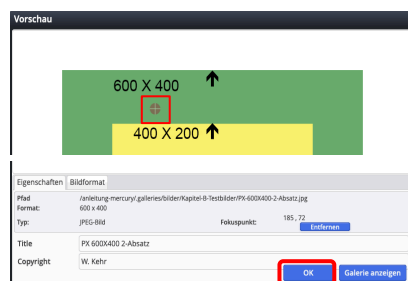 Vorschau
600 X 400
400 X 200
Eigenschaften Bildformat
Pfad /anleitung-mercury/.galleries/bilder/Kapitel-B-Testbilder/PX-600X400-2-Absatz.jpg
Format: 600 x 400
Typ: JPEG-Bild Fokuspunkt: 185 , 72
Entfernen
Title PX 600X400 2-Absatz
Copyright W. Kehr
OK Galerie anzeigen